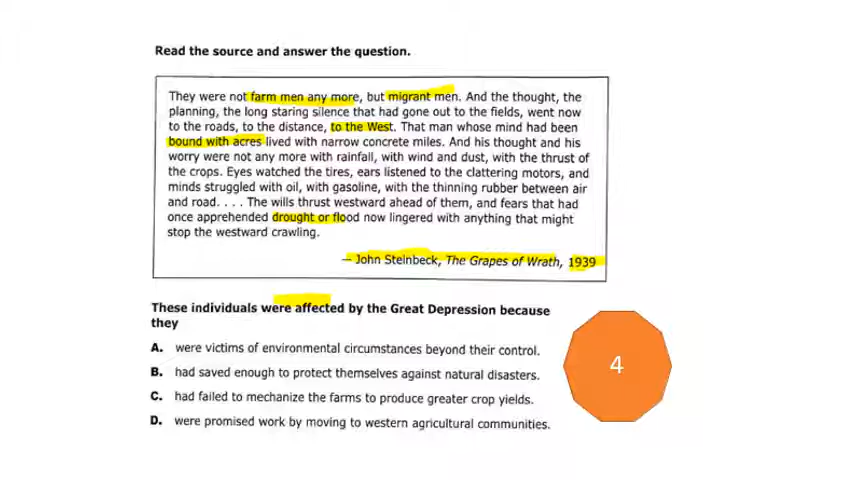 Read the source and answer the question.
They were not farm men any more, but migrant men. And the thought, the
planning, the long staring silence that had gone out to the fields, went now
to the roads, to the distance, to the West. That man whose mind had been
bound with acres lived with narrow concrete miles. And his thought and his
worry were not any more with rainfall, with wind and dust, with the thrust of
the crops. Eyes watched the tires, ears listened to the clattering motors, and
minds struggled with oil, with gasoline, with the thinning rubber between air
and road. . . . The wills thrust westward ahead of them, and fears that had
once apprehended drought or flood now lingered with anything that might
stop the westward crawling.
— John Steinbeck, The Grapes of Wrath, 1939
These individuals were affected by the Great Depression because
they
A. were victims of environmental circumstances beyond their control.
B. had saved enough to protect themselves against natural disasters.
C. had failed to mechanize the farms to produce greater crop yields.
D. were promised work by moving to western agricultural communities.
4